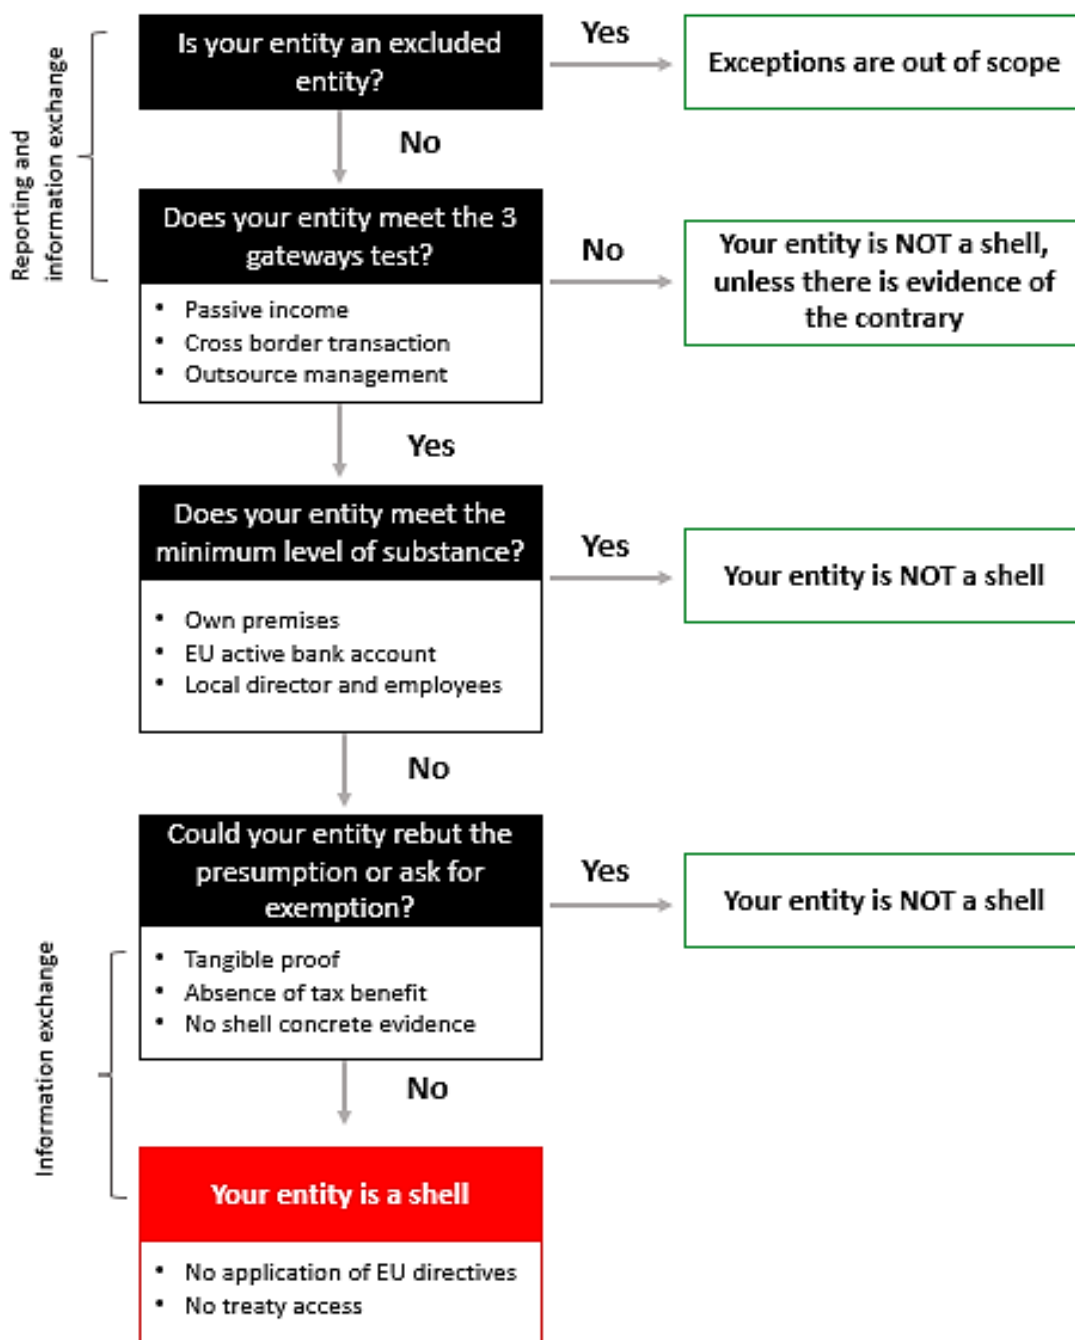 Is your entity an excluded
entity?
Yes
Exceptions are out of scope
Reporting and
information exchange
No
Does your entity meet the 3
gateways test?
• Passive income
• Cross border transaction
• Outsource management
No
Your entity is NOT a shell,
unless there is evidence of
the contrary
Yes
Does your entity meet the
minimum level of substance?
• Own premises
• EU active bank account
• Local director and employees
Yes
Your entity is NOT a shell
No
Could your entity rebut the
presumption or ask for
exemption?
• Tangible proof
• Absence of tax benefit
• No shell concrete evidence
Yes
Your entity is NOT a shell
Information exchange
No
Your entity is a shell
• No application of EU directives
• No treaty access